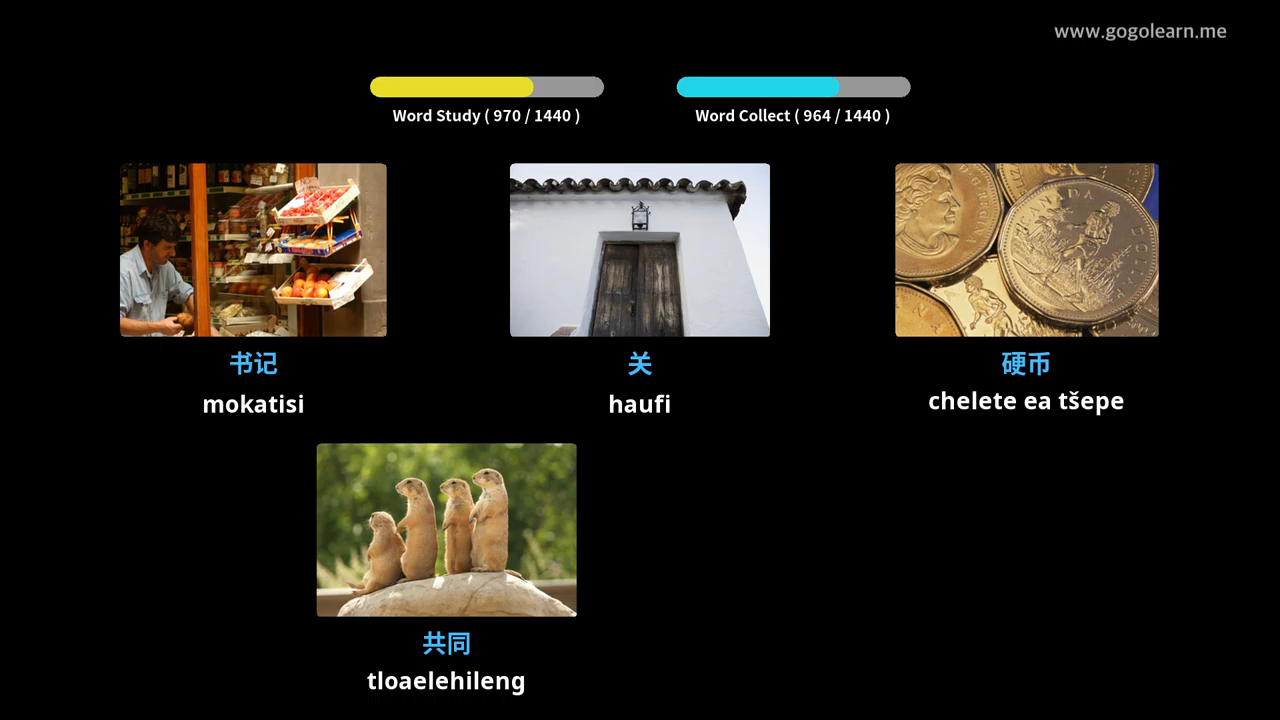 www.gogolearn.me
Word Study ( 970 / 1440 )
Word Collect ( 964 / 1440 )
书记
mokatisi
关
haufi
硬币
chelete ea tšepe
共同
tloaelehileng